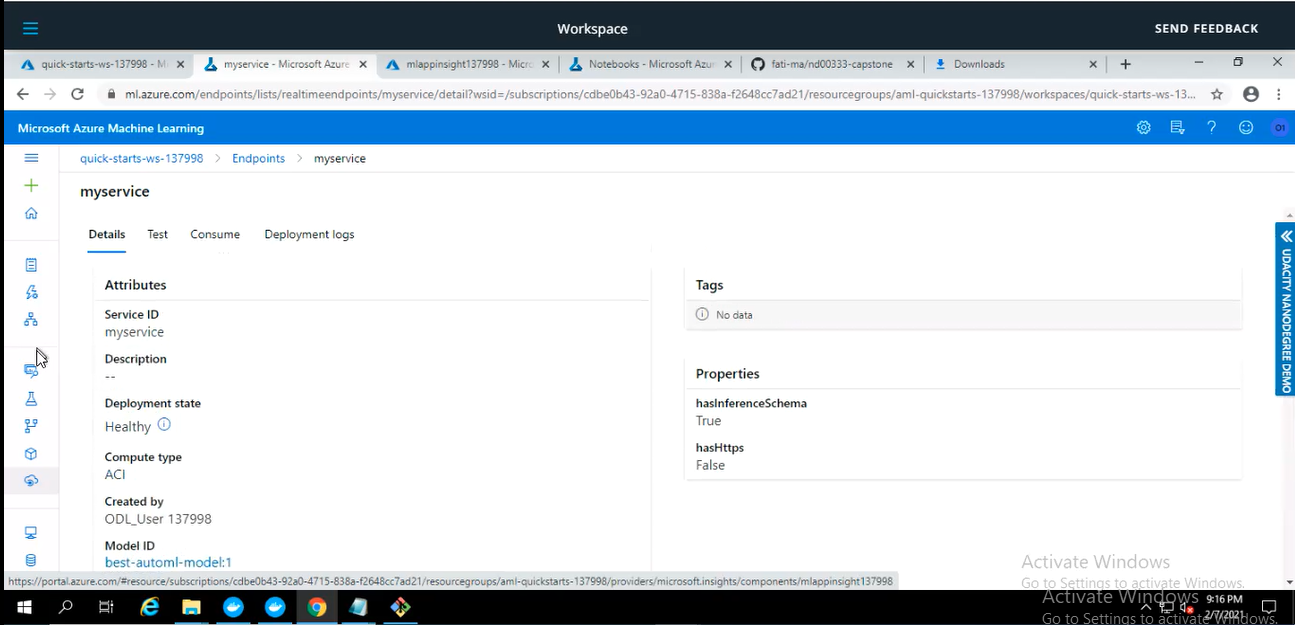 Workspace
SEND FEEDBACK
quick-starts-ws-137998 - Mi
myservice - Microsoft Azure
mlappinsight137998 - Micro
Notebooks - Microsoft Azur
fati-ma/nd00333-capstone
Downloads
ml.azure.com/endpoints/lists/realtimeendpoints/myservice/detail?wsid=/subscriptions/cdbe0b43-92a0-4715-838a-f2648cc7ad21/resourcegroups/aml-quickstarts-137998/workspaces/quick-starts-ws-13...
Microsoft Azure Machine Learning
O1
quick-starts-ws-137998 > Endpoints > myservice
myservice
Details
Test
Consume
Deployment logs
Attributes
Service ID
myservice
Description
--
Deployment state
Healthy
Compute type
ACI
Created by
ODL_User 137998
Model ID
best-automl-model:1
Tags
No data
Properties
hasInferenceSchema
True
hasHttps
False
UDACITY NANODEGREE DEMO
Activate Windows
Go to Settings to activate Windows.
https://portal.azure.com/#resource/subscriptions/cdbe0b43-92a0-4715-838a-f2648cc7ad21/resourcegroups/aml-quickstarts-137998/providers/microsoft.insights/components/mlappinsight137998
Activate Windows
Go to Settings to activate Windows.
9:16 PM
2/7/2021